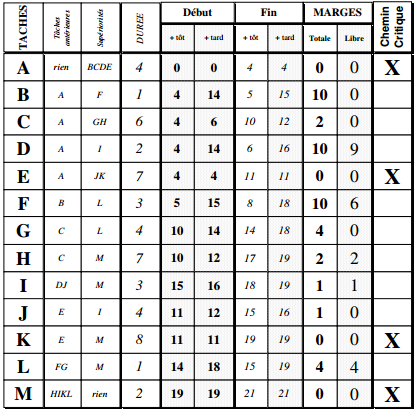 TACHES Tâches antérieures Supériorités DUREE Début Fin MARGES Chemin Critique
+ tôt + tard + tôt + tard Totale Libre
A rien BCDE 4 0 0 4 4 0 0 X
B A F 1 4 14 5 15 10 0
C A GH 6 4 6 10 12 2 0
D A I 2 4 14 6 16 10 9
E A JK 7 4 4 11 11 0 0 X
F B L 3 5 15 8 18 10 6
G C L 4 10 14 14 18 4 0
H C M 7 10 12 17 19 2 2
I DJ M 3 15 16 18 19 1 1
J E I 4 11 12 15 16 1 0
K E M 8 11 11 19 19 0 0 X
L FG M 1 14 18 15 19 4 4
M HIKL rien 2 19 19 21 21 0 0 X